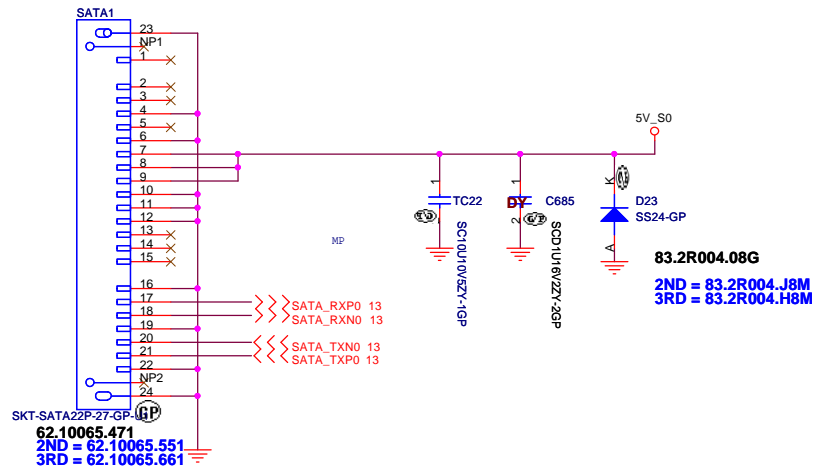 SATA1
23
NP1
1
2
3
4
5
6
7
8
9
10
11
12
13
14
15
16
17
18
19
20
21
22
NP2
24
SATA_RXP0 13
SATA_RXN0 13
SATA_TXN0 13
SATA_TXP0 13
SKT-SATA22P-27-GP-U1
GP
62.10065.471
2ND = 62.10065.551
3RD = 62.10065.661
MP
1
TC22
SC10U10V5ZY-1GP
1
DY
2
C685
SCD1U16V2ZY-2GP
5V_S0
K
A
D23
SS24-GP
83.2R004.08G
2ND = 83.2R004.J8M
3RD = 83.2R004.H8M